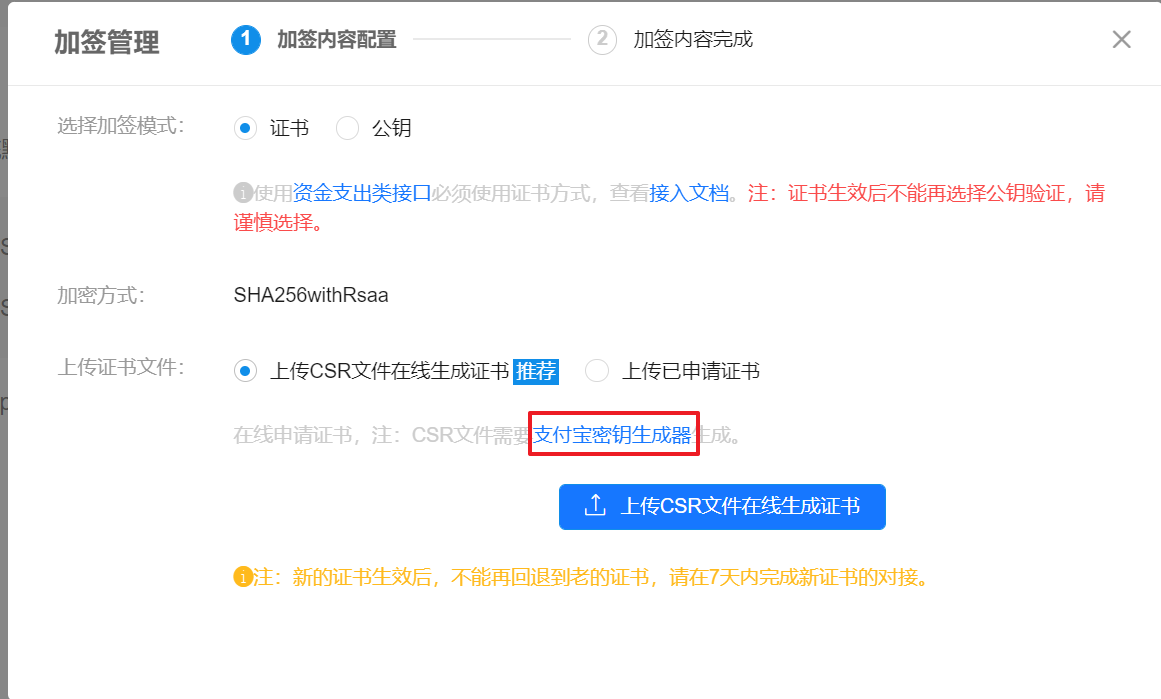 加签管理
1 加签内容配置
2 加签内容完成
选择加签模式: 证书 公钥
使用资金支出类接口必须使用证书方式，查看接入文档。注：证书生效后不能再选择公钥验证，请
谨慎选择。
加密方式: SHA256withRsaa
上传证书文件: 上传CSR文件在线生成证书 推荐 上传已申请证书
在线申请证书，注：CSR文件需要支付宝密钥生成器生成。
上传CSR文件在线生成证书
注：新的证书生效后，不能再回退到老的证书，请在7天内完成新证书的对接。